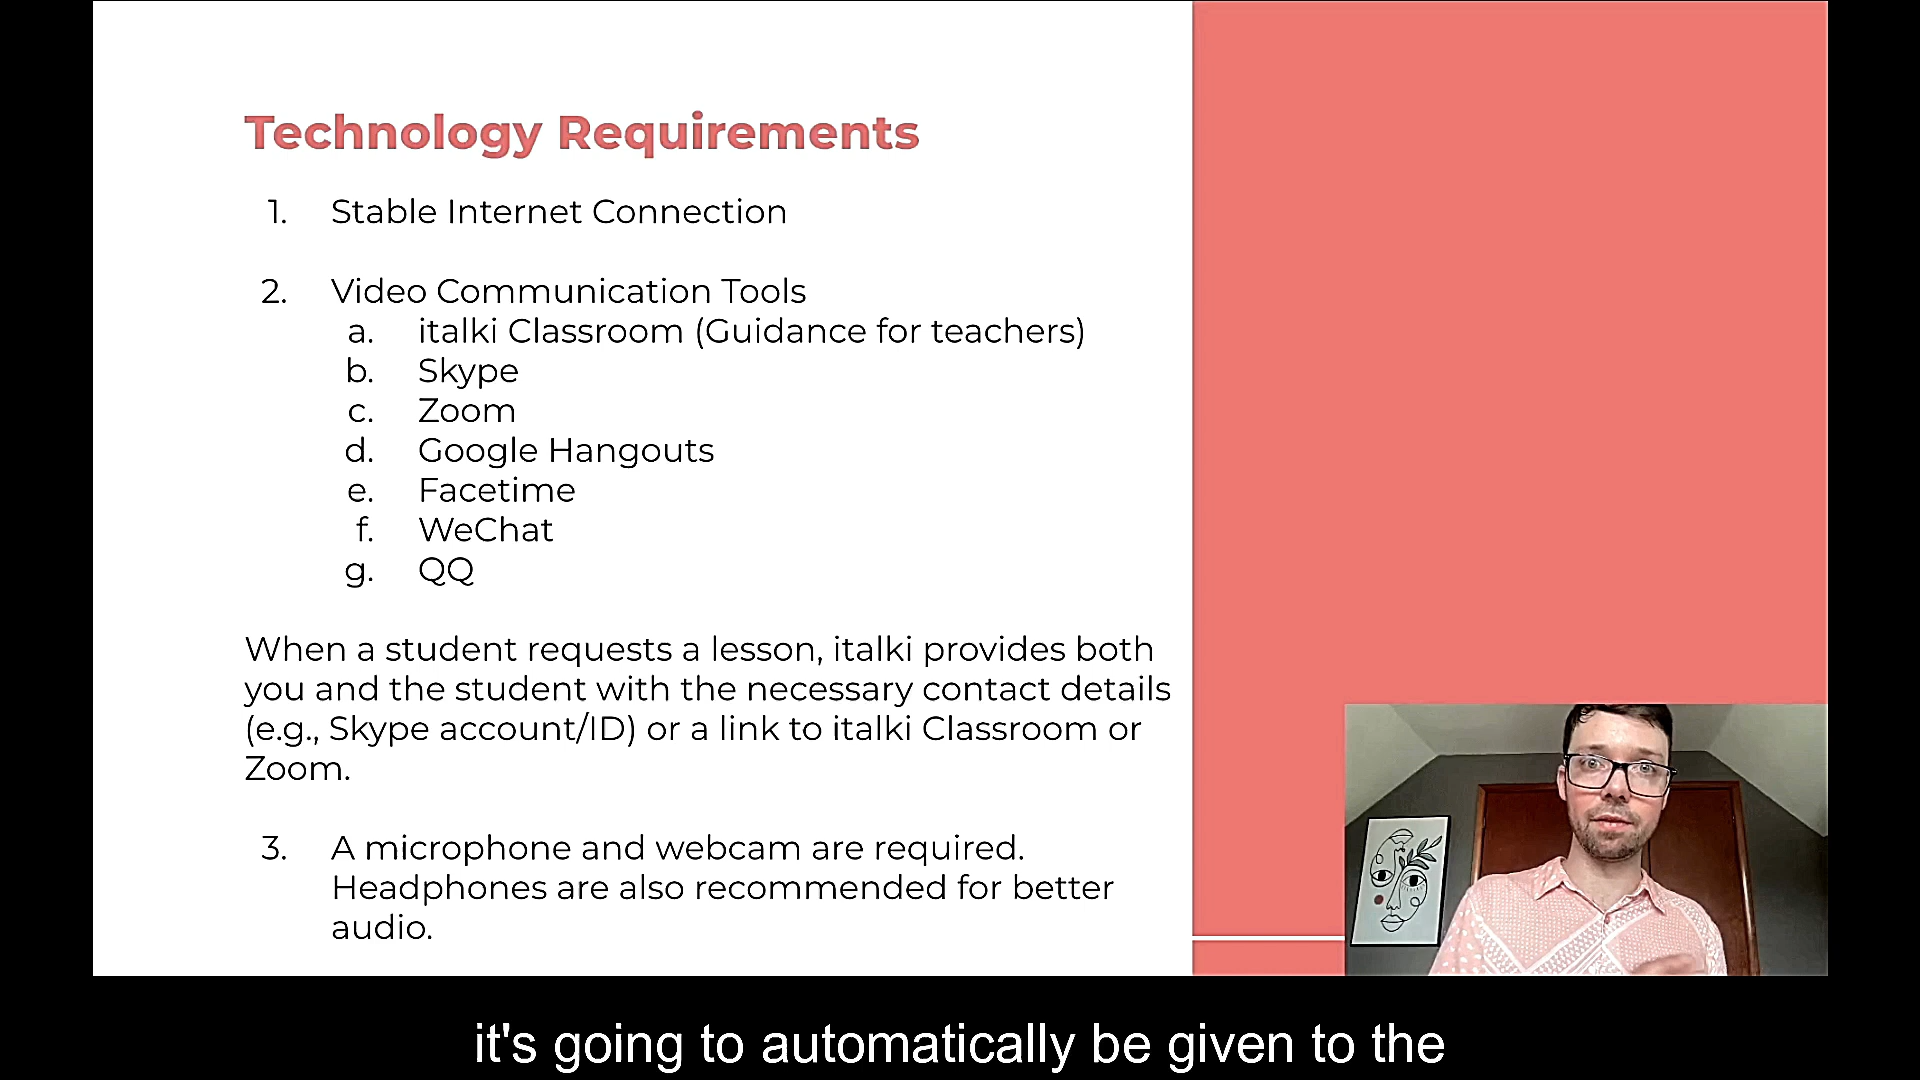 Technology Requirements
1. Stable Internet Connection
2. Video Communication Tools
a. italki Classroom (Guidance for teachers)
b. Skype
c. Zoom
d. Google Hangouts
e. Facetime
f. WeChat
g. QQ
When a student requests a lesson, italki provides both
you and the student with the necessary contact details
(e.g., Skype account/ID) or a link to italki Classroom or
Zoom.
3. A microphone and webcam are required.
Headphones are also recommended for better
audio.
it's going to automatically be given to the